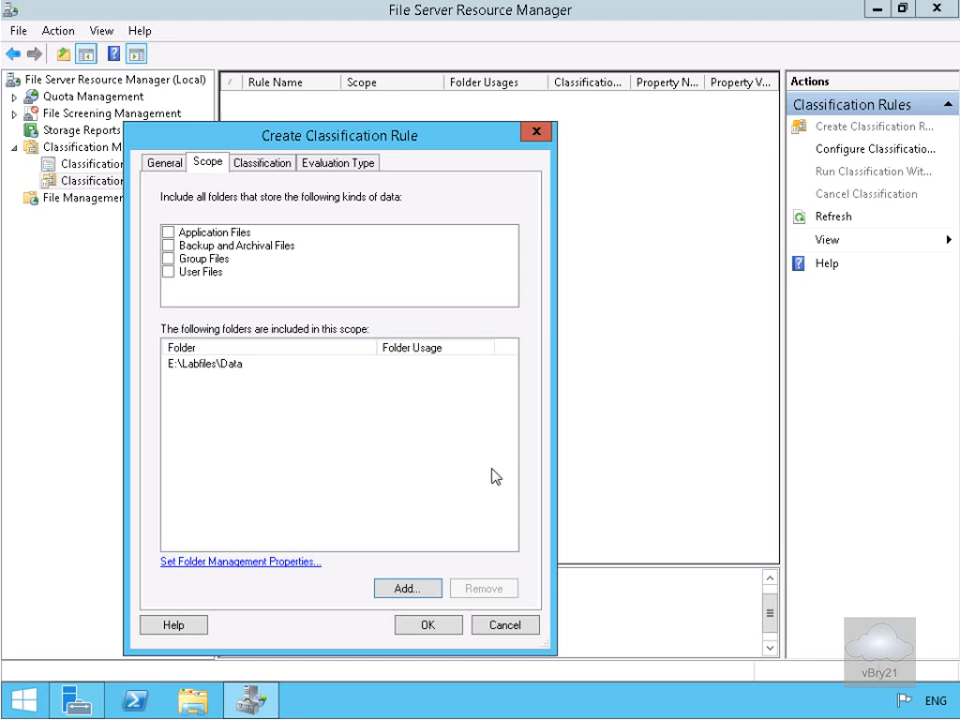 File Server Resource Manager
File Action View Help
File Server Resource Manager (Local)
Quota Management
File Screening Management
Storage Reports
Classification M
Classification
Classification
File Managemen
Rule Name Scope Folder Usages Classificatio... Property N... Property V...
Create Classification Rule
General Scope Classification Evaluation Type
Include all folders that store the following kinds of data:
Application Files
Backup and Archival Files
Group Files
User Files
The following folders are included in this scope:
Folder Folder Usage
E:\Labfiles\Data
Set Folder Management Properties...
Add... Remove
Help OK Cancel
Actions
Classification Rules
Create Classification R...
Configure Classificatio...
Run Classification Wit...
Cancel Classification
Refresh
View
Help
vBry21
ENG